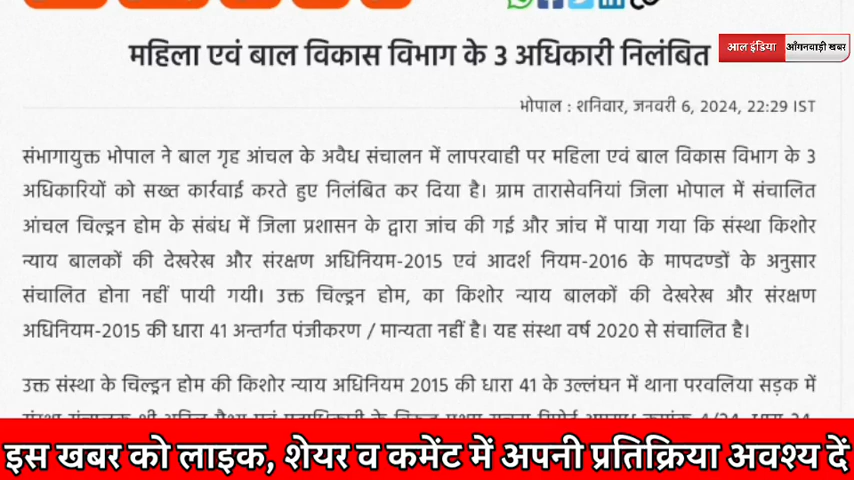 महिला एवं बाल विकास विभाग के 3 अधिकारी निलंबित
आल इंडिया आँगनवाड़ी खबर
भोपाल : शनिवार, जनवरी 6, 2024, 22:29 IST
संभागायुक्त भोपाल ने बाल गृह आंचल के अवैध संचालन में लापरवाही पर महिला एवं बाल विकास विभाग के 3
अधिकारियों को सख्त कार्रवाई करते हुए निलंबित कर दिया है। ग्राम तारासेवनियां जिला भोपाल में संचालित
आंचल चिल्ड्रन होम के संबंध में जिला प्रशासन के द्वारा जांच की गई और जांच में पाया गया कि संस्था किशोर
न्याय बालकों की देखरेख और संरक्षण अधिनियम-2015 एवं आदर्श नियम-2016 के मापदण्डों के अनुसार
संचालित होना नहीं पायी गयी। उक्त चिल्ड्रन होम, का किशोर न्याय बालकों की देखरेख और संरक्षण
अधिनियम-2015 की धारा 41 अन्तर्गत पंजीकरण / मान्यता नहीं है। यह संस्था वर्ष 2020 से संचालित है।
उक्त संस्था के चिल्ड्रन होम की किशोर न्याय अधिनियम 2015 की धारा 41 के उल्लंघन में थाना परवलिया सड़क में
इस खबर को लाइक, शेयर व कमेंट में अपनी प्रतिक्रिया अवश्य दें